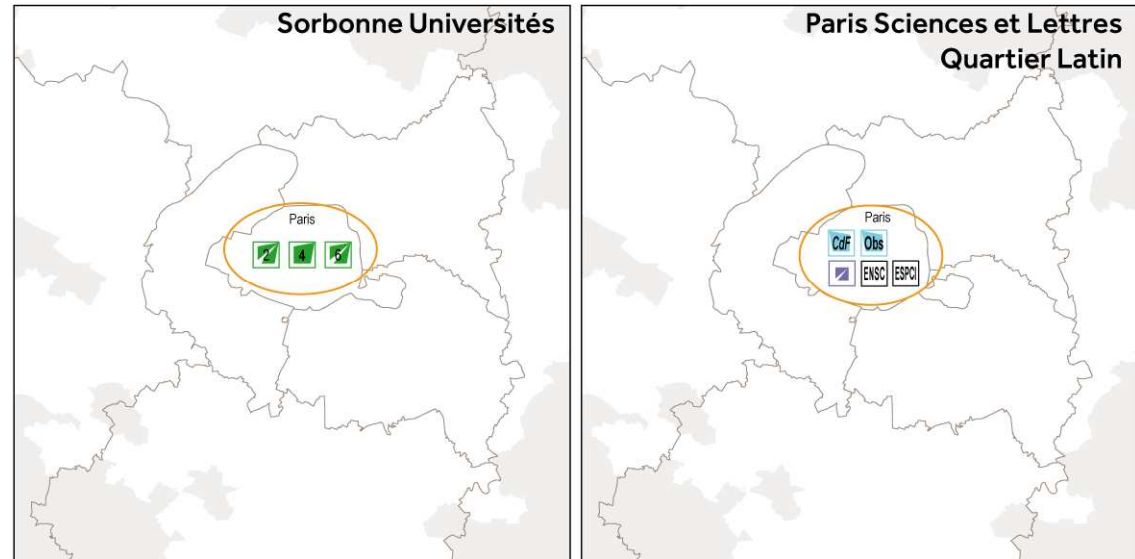 Sorbonne Universités
Paris
2 4 6
Paris Sciences et Lettres
Quartier Latin
Paris
CdF Obs
ENSC ESPCI